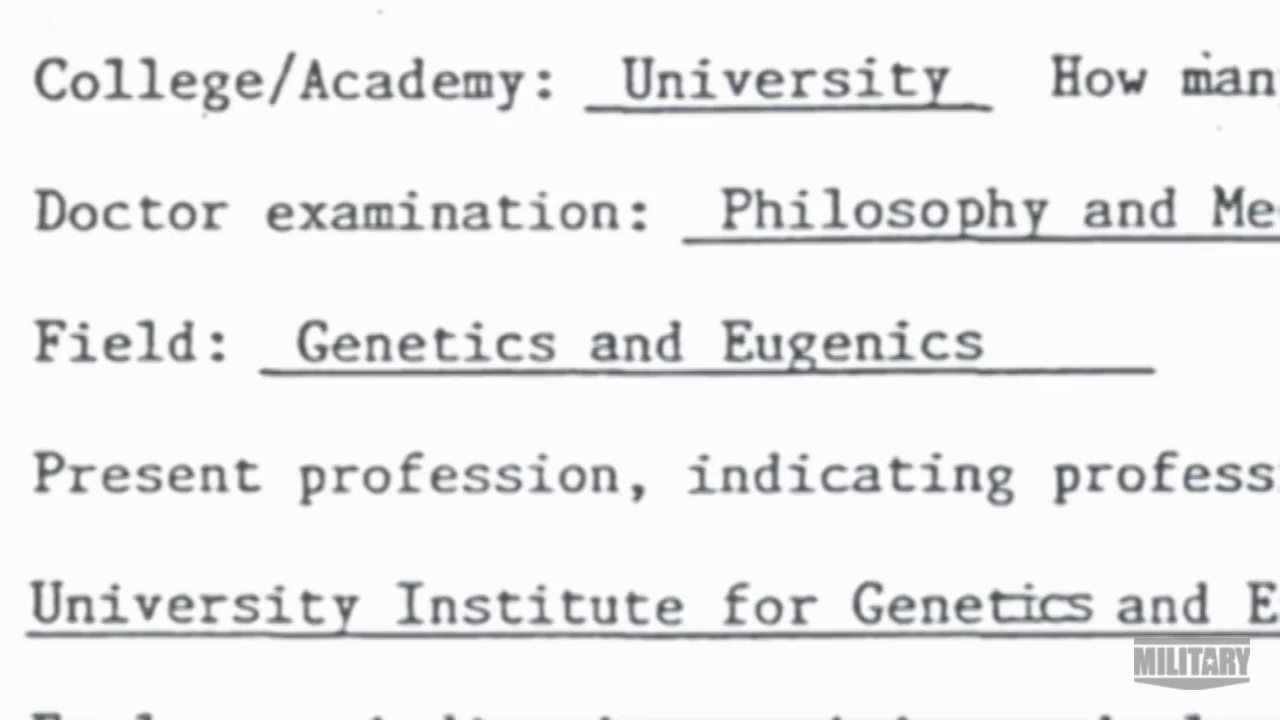 College/Academy: University How man
Doctor examination: Philosophy and Me
Field: Genetics and Eugenics
Present profession, indicating profess
University Institute for Genetics and E
MILITARY